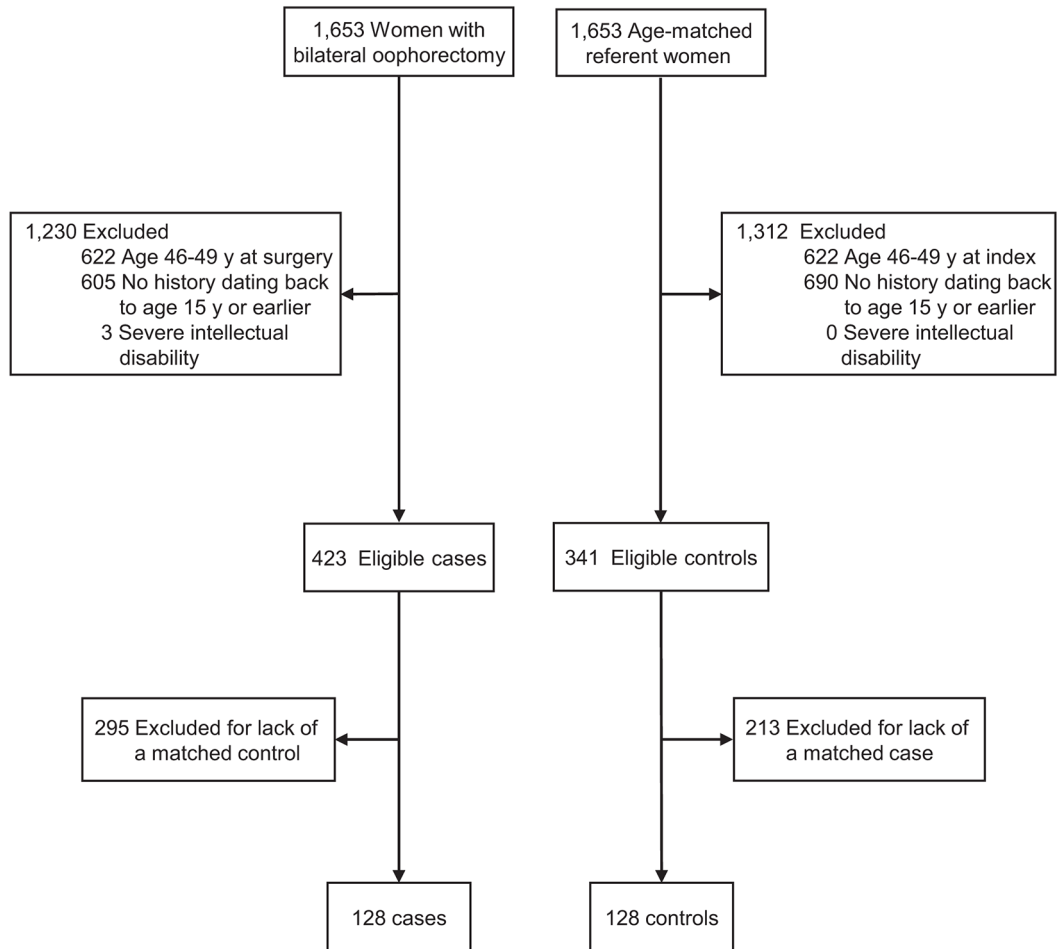 1,653 Women with
bilateral oophorectomy
1,653 Age-matched
referent women
1,230 Excluded
622 Age 46-49 y at surgery
605 No history dating back
to age 15 y or earlier
3 Severe intellectual
disability
1,312 Excluded
622 Age 46-49 y at index
690 No history dating back
to age 15 y or earlier
0 Severe intellectual
disability
423 Eligible cases
341 Eligible controls
295 Excluded for lack of
a matched control
213 Excluded for lack of
a matched case
128 cases
128 controls